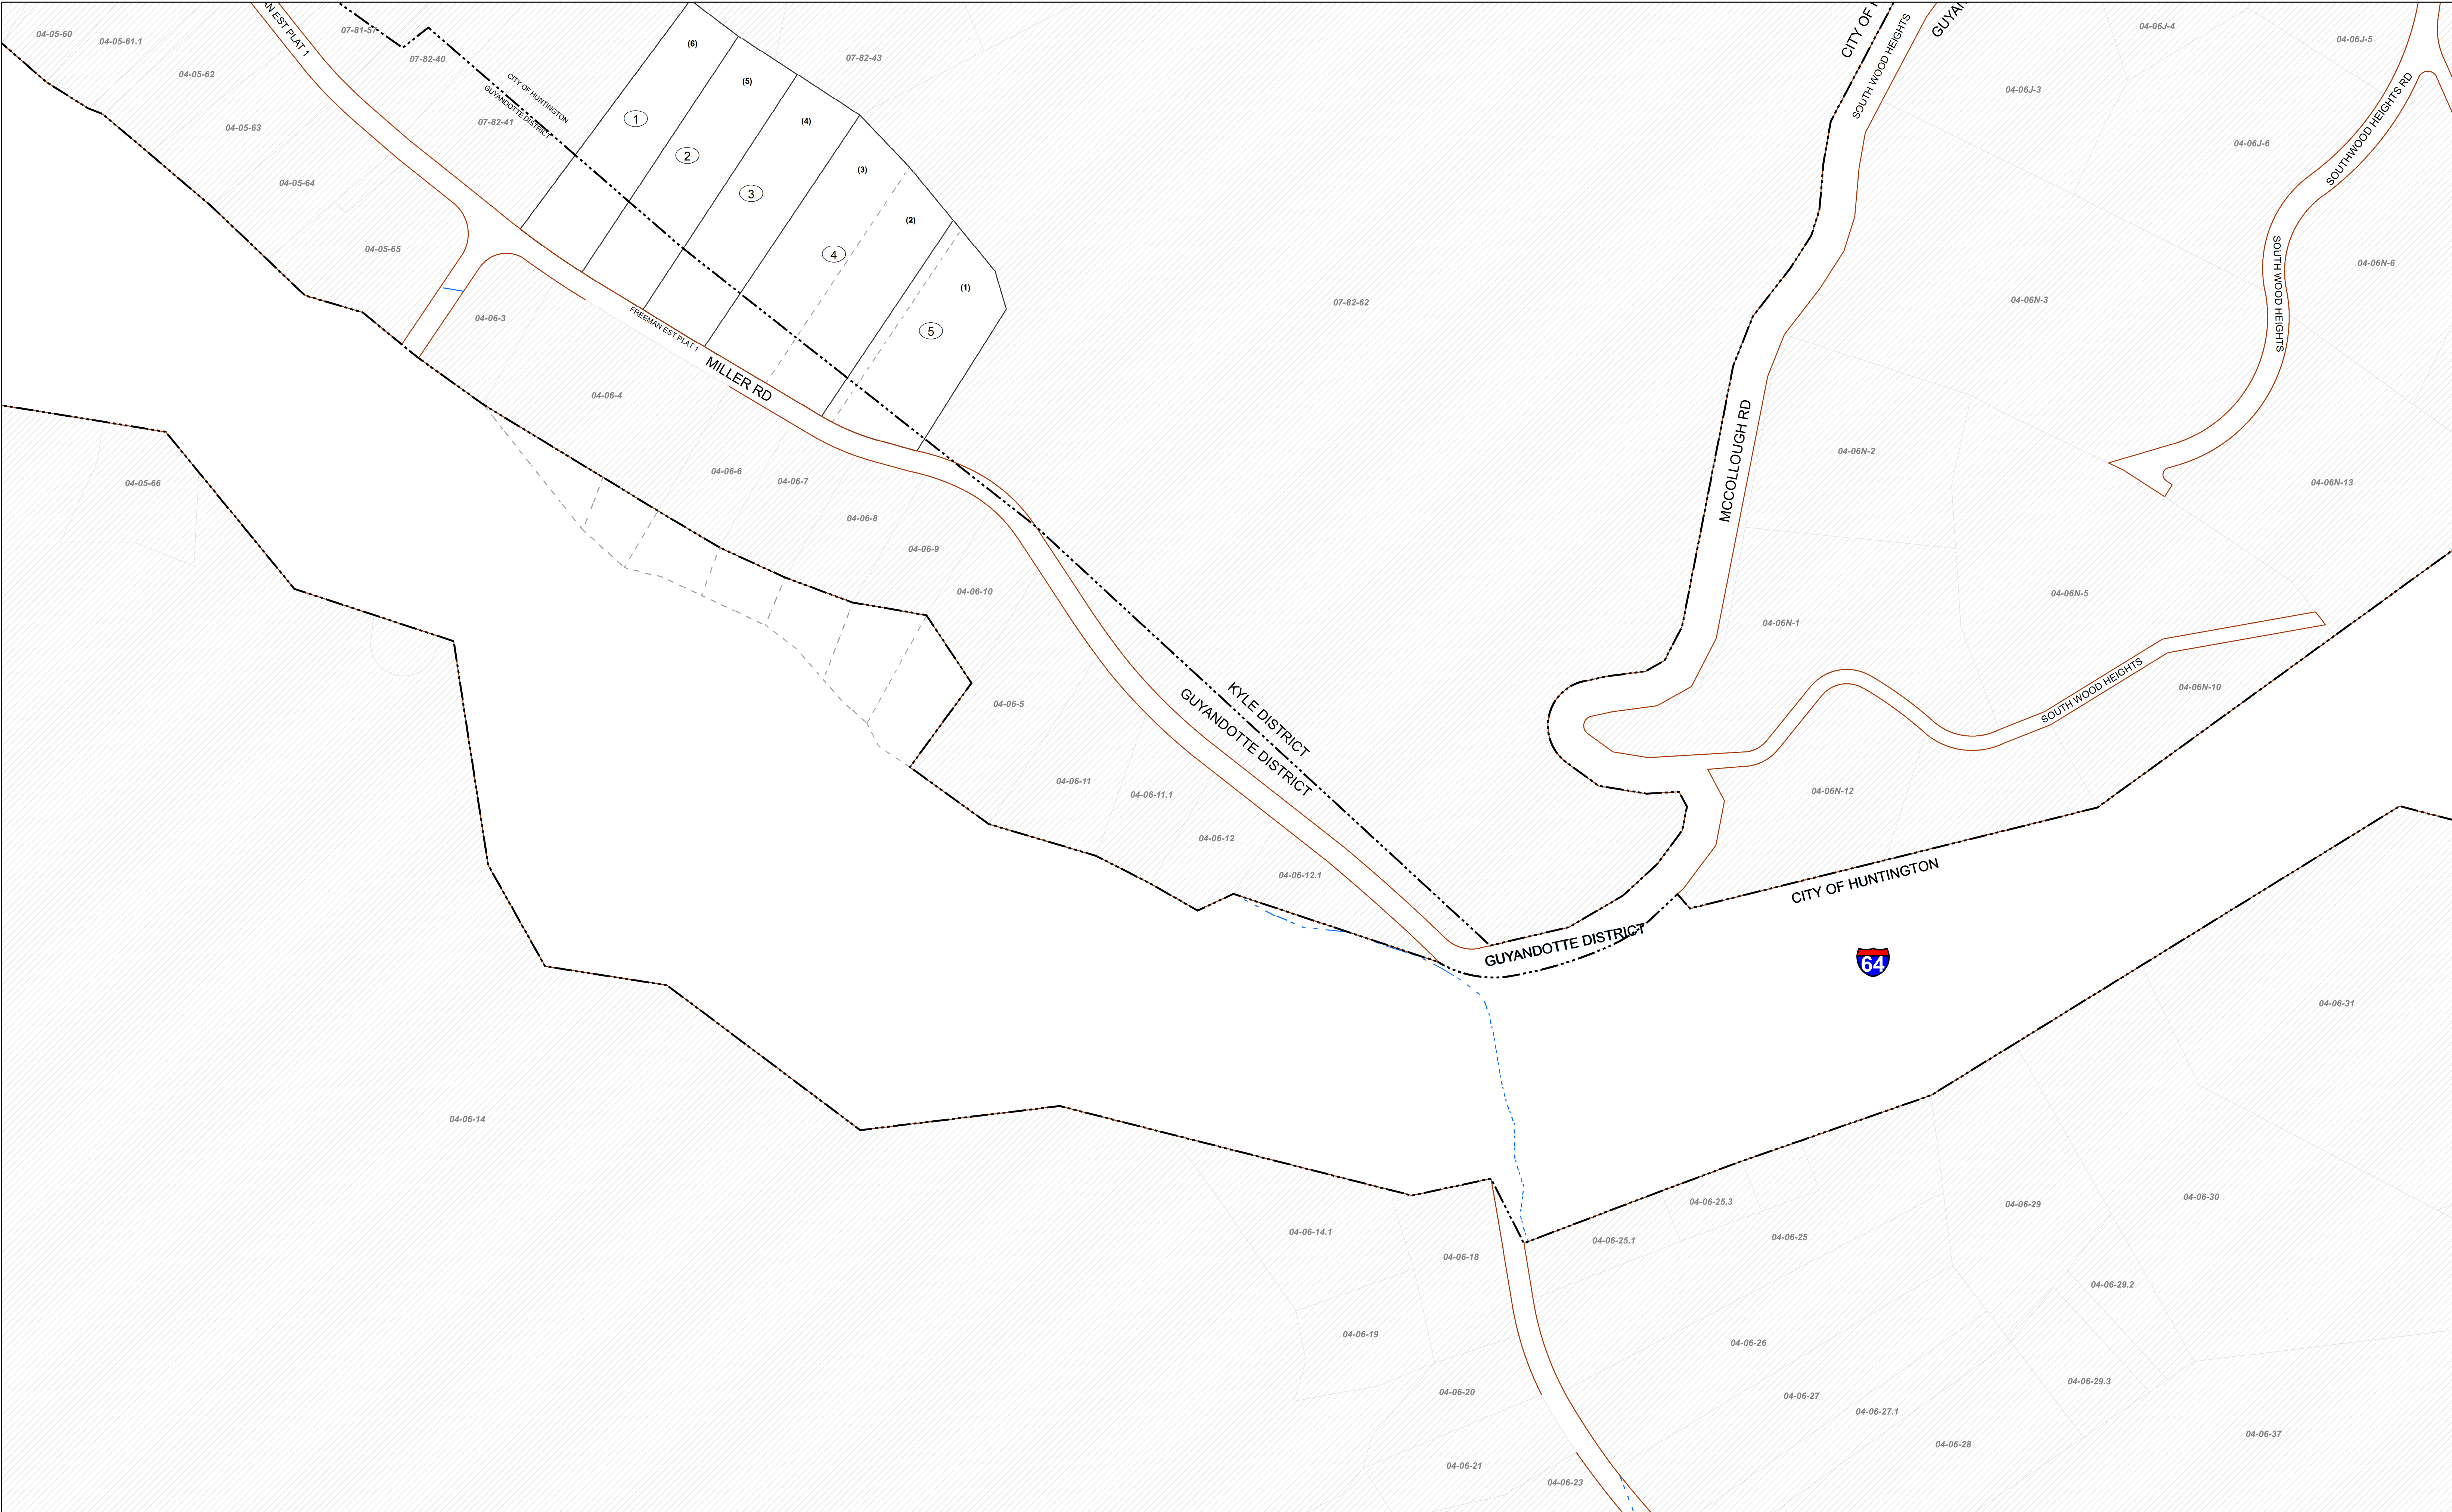 04-05-60
04-05-61.1
04-05-62
04-05-63
04-05-64
04-05-65
AN EST PLAT 1
07-81-57
07-82-40
07-82-41
CITY OF HUNTINGTON
GUYANDOTTE DISTRICT
(6)
(5)
(4)
(3)
(2)
(1)
1
2
3
4
5
07-82-43
07-82-62
FREEMAN EST PLAT 1
MILLER RD
04-06-3
04-06-4
04-06-6
04-06-7
04-06-8
04-06-9
04-06-10
04-06-5
04-06-11
04-06-11.1
04-06-12
04-06-12.1
04-05-66
KYLE DISTRICT
GUYANDOTTE DISTRICT
CITY OF H
SOUTH WOOD HEIGHTS
GUYAN
04-06J-4
04-06J-5
04-06J-3
04-06J-6
SOUTHWOOD HEIGHTS RD
SOUTH WOOD HEIGHTS
04-06N-6
04-06N-3
04-06N-2
04-06N-13
MCCOLLOUGH RD
04-06N-5
04-06N-1
SOUTH WOOD HEIGHTS
04-06N-10
04-06N-12
CITY OF HUNTINGTON
GUYANDOTTE DISTRICT
64
04-06-31
04-06-14
04-06-14.1
04-06-18
04-06-19
04-06-20
04-06-21
04-06-23
04-06-25.3
04-06-25.1
04-06-25
04-06-29
04-06-30
04-06-29.2
04-06-26
04-06-27
04-06-27.1
04-06-28
04-06-29.3
04-06-37